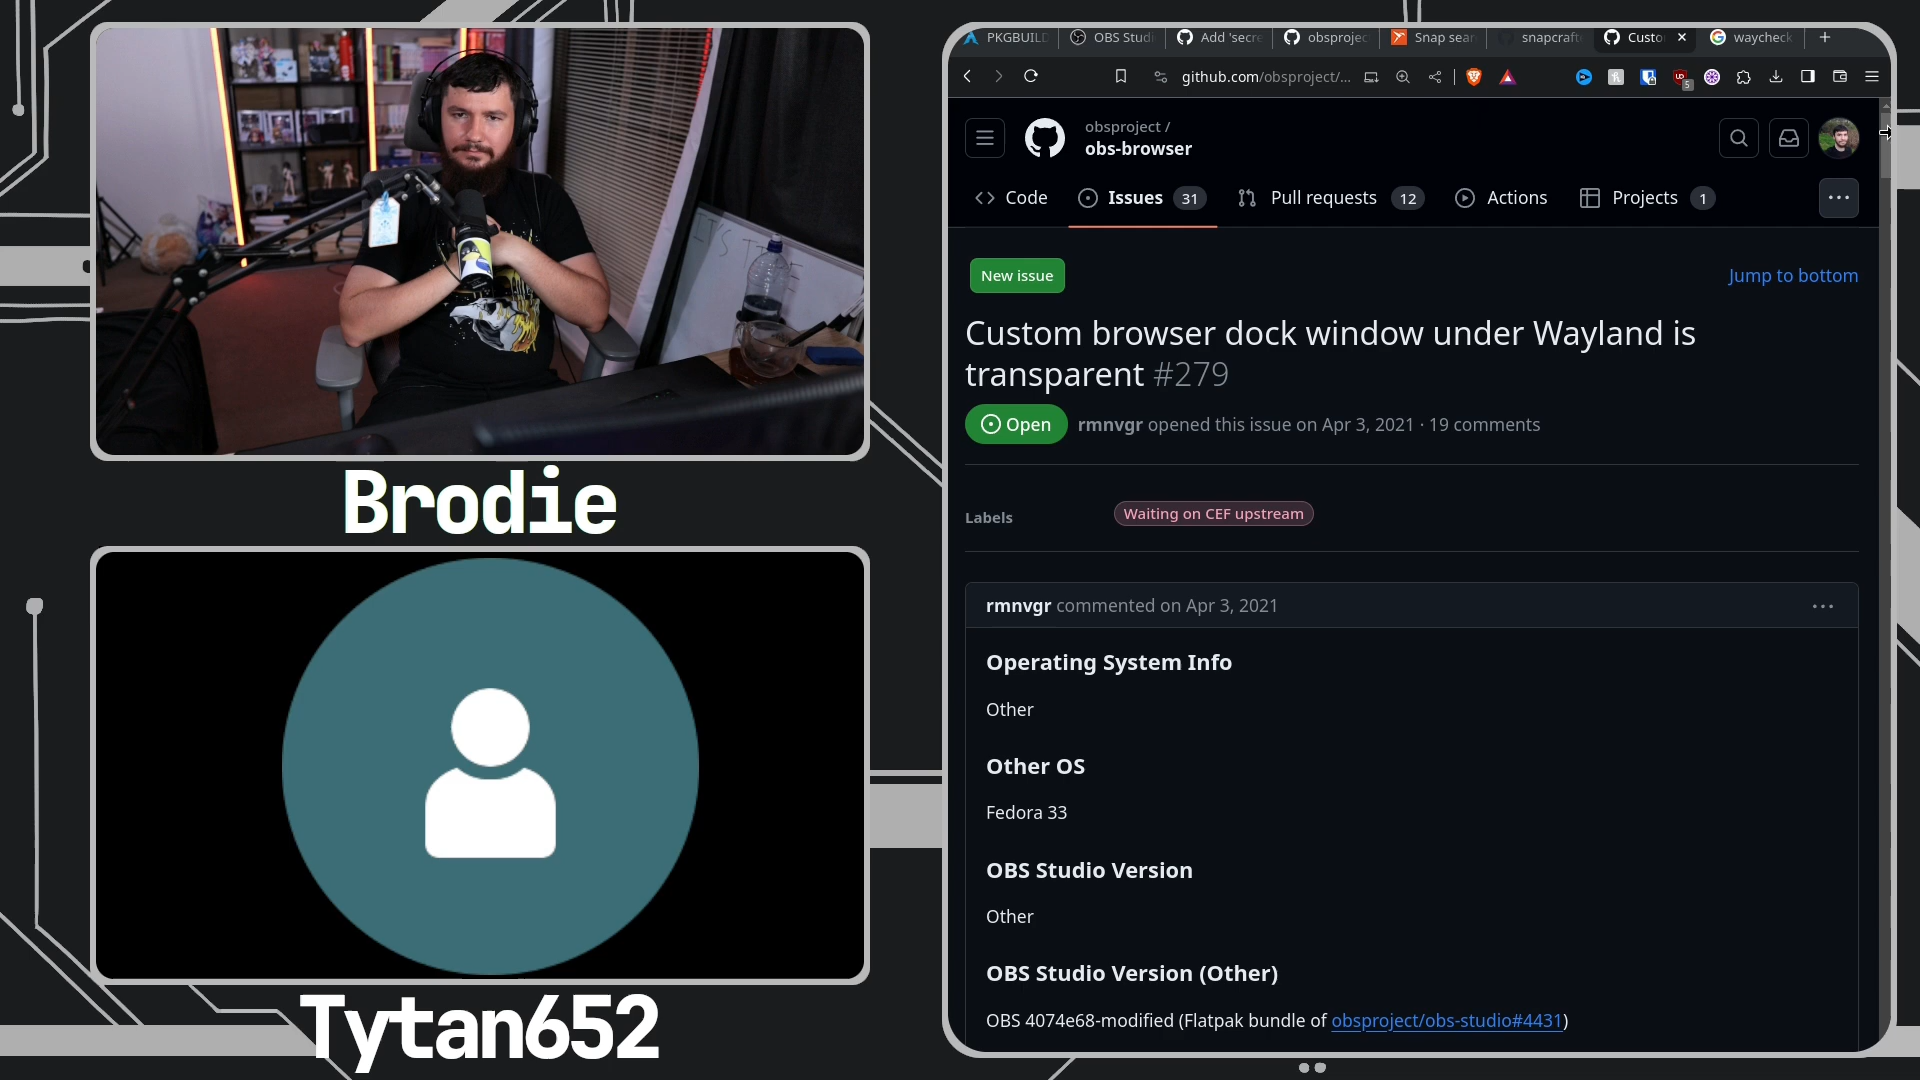 PKGBUILD
OBS Studi
Add 'secre
obsprojec
Snap sear
snapcraft
Custo
waycheck
github.com/obsproject/...
5
obsproject /
obs-browser
Code
Issues 31
Pull requests 12
Actions
Projects 1
New issue
Jump to bottom
Custom browser dock window under Wayland is
transparent #279
Open
rmnvgr opened this issue on Apr 3, 2021 · 19 comments
Labels
Waiting on CEF upstream
rmnvgr commented on Apr 3, 2021
Operating System Info
Other
Other OS
Fedora 33
OBS Studio Version
Other
OBS Studio Version (Other)
OBS 4074e68-modified (Flatpak bundle of obsproject/obs-studio#4431)
Brodie
Tytan652